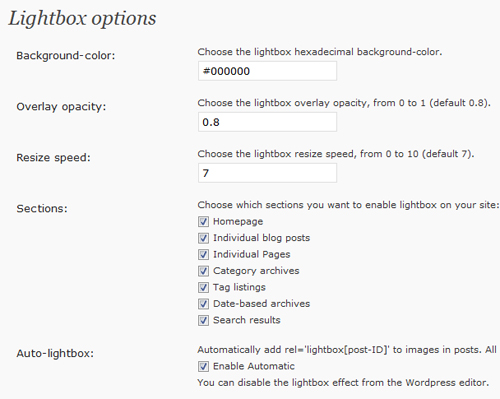 Lightbox options
Background-color:
Choose the lightbox hexadecimal background-color.
#000000
Overlay opacity:
Choose the lightbox overlay opacity, from 0 to 1 (default 0.8).
0.8
Resize speed:
Choose the lightbox resize speed, from 0 to 10 (default 7).
7
Sections:
Choose which sections you want to enable lightbox on your site:
Homepage
Individual blog posts
Individual Pages
Category archives
Tag listings
Date-based archives
Search results
Auto-lightbox:
Automatically add rel='lightbox[post-ID]' to images in posts. All
Enable Automatic
You can disable the lightbox effect from the Wordpress editor.